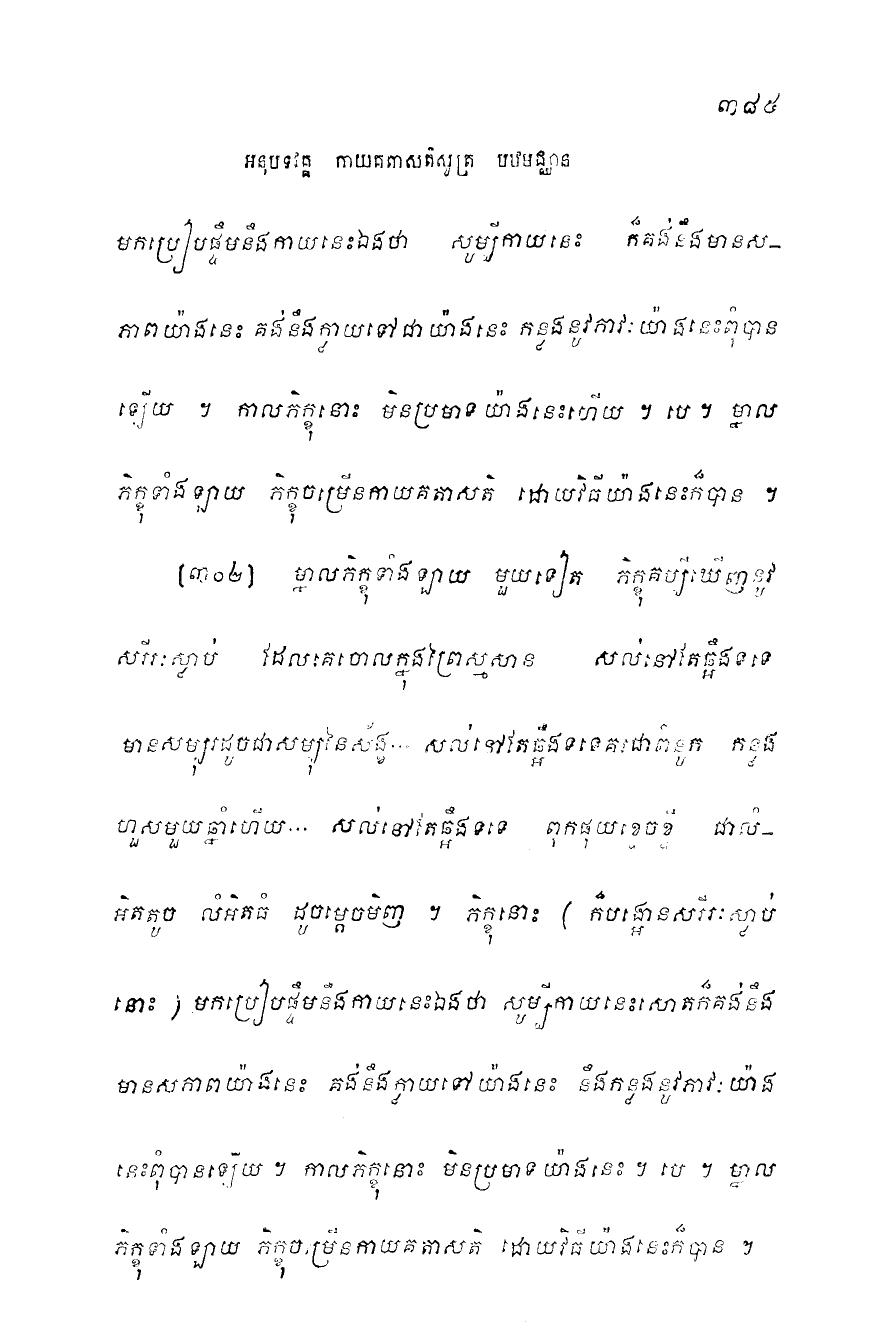 ៣៨៥
អនុបទវគ្គ កាយគតាសតិសូត្រ បឋមជ្ឈាន
មកប្រៀបផ្ទឹមនឹងកាយនេះឯងថា សូម្បីកាយនេះ ក៏គង់នឹងមានស–
ភាពយ៉ាងនេះ គង់នឹងក្លាយទៅជាយ៉ាងនេះ កន្លងនូវភាវៈយ៉ាងនេះពុំបាន
ឡើយ ។ កាលភិក្ខុនោះ មិនប្រមាទយ៉ាងនេះហើយ ។ បេ ។ ម្នាល
ភិក្ខុទាំងឡាយ ភិក្ខុចម្រើនកាយគតាសតិ ដោយវិធីយ៉ាងនេះក៏បាន ។
(៣០២) ម្នាលភិក្ខុទាំងឡាយ មួយទៀត ភិក្ខុគប្បីឃើញនូវ
សរីរៈស្លាប់ ដែលគេចោលក្នុងព្រៃស្មសាន សល់នៅតែឆ្អឹងទទេ
មានសម្បុរដូចជាសម្បុរនៃស័ង្ខ... សល់នៅតែឆ្អឹងទទេគរជាពំនូក កន្លង
ហួសមួយឆ្នាំហើយ... សល់នៅតែឆ្អឹងទទេ ពុកផុយខ្ទេចខ្ទី ជាលំ–
អិតតូច លំអិតធំ ដូចម្តេចមិញ ។ ភិក្ខុនោះ ( ក៏បង្អោនសរីរៈស្លាប់
នោះ ) មកប្រៀបផ្ទឹមនឹងកាយនេះឯងថា សូម្បីកាយនេះសោតក៏គង់នឹង
មានសភាពយ៉ាងនេះ គង់នឹងក្លាយទៅយ៉ាងនេះ នឹងកន្លងនូវភាវៈយ៉ាង
នេះពុំបានឡើយ ។ កាលភិក្ខុនោះ មិនប្រមាទយ៉ាងនេះ ។ បេ ។ ម្នាល
ភិក្ខុទាំងឡាយ ភិក្ខុចម្រើនកាយគតាសតិ ដោយវិធីយ៉ាងនេះក៏បាន ។